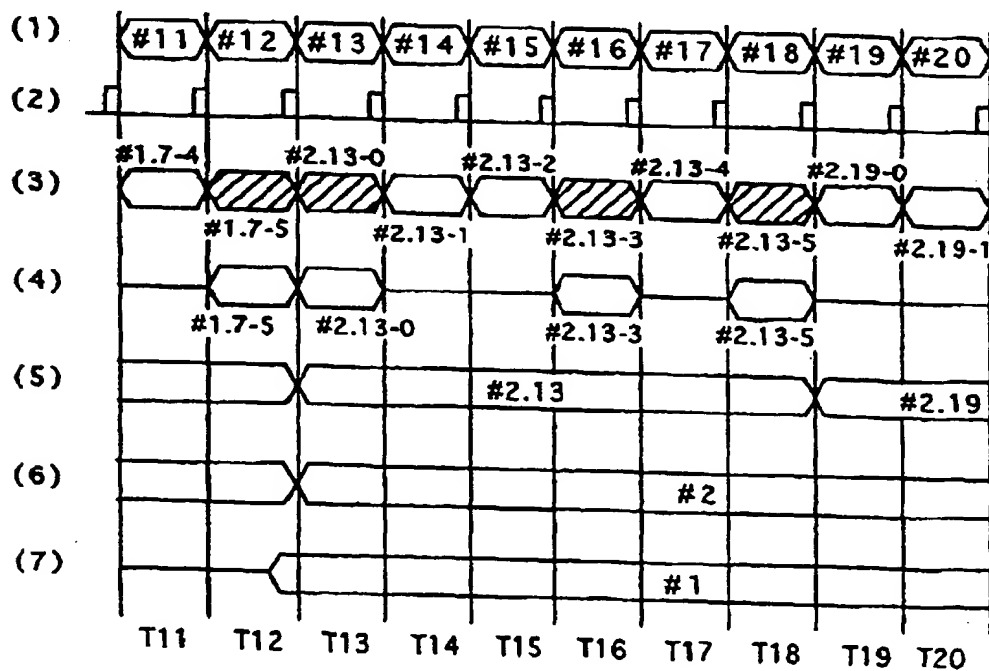 (1) #11 #12 #13 #14 #15 #16 #17 #18 #19 #20
(2)
#1.7-4 #2.13-0 #2.13-2 #2.13-4 #2.19-0
(3)
#1.7-5 #2.13-1 #2.13-3 #2.13-5 #2.19-1
(4)
#1.7-5 #2.13-0 #2.13-3 #2.13-5
(5) #2.13 #2.19
(6) #2
(7) #1
T11 T12 T13 T14 T15 T16 T17 T18 T19 T20